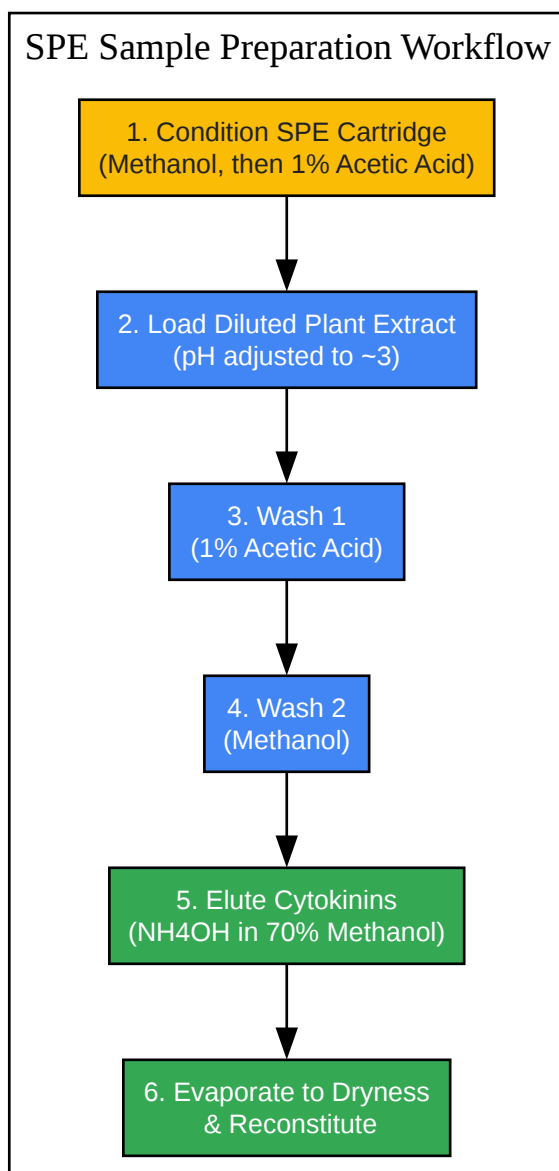 SPE Sample Preparation Workflow
1. Condition SPE Cartridge
(Methanol, then 1% Acetic Acid)
2. Load Diluted Plant Extract
(pH adjusted to ~3)
3. Wash 1
(1% Acetic Acid)
4. Wash 2
(Methanol)
5. Elute Cytokinins
(NH4OH in 70% Methanol)
6. Evaporate to Dryness
& Reconstitute